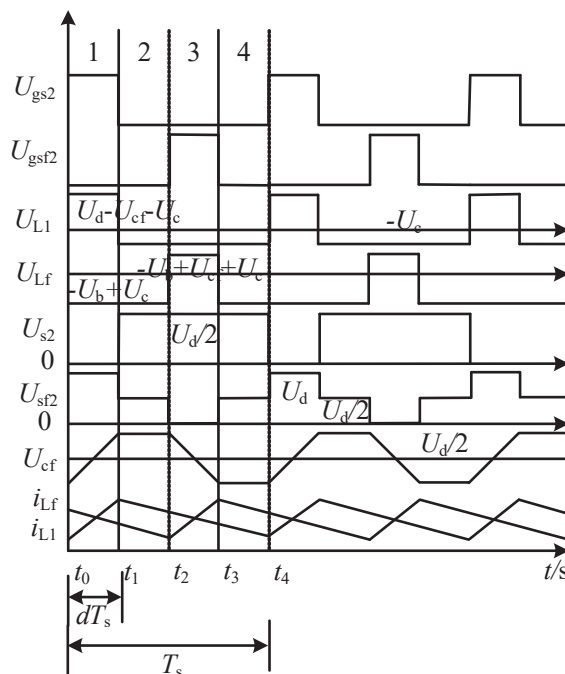 1 2 3 4
U_gs2
U_gsf2
U_L1
U_d-U_cf-U_c
-U_c
U_Lf
-U_b+U_cf+U_c
-U_b+U_c
U_s2
U_d/2
0
U_sf2
U_d
U_d/2
0
U_cf
U_d/2
i_Lf
i_L1
t_0 t_1 t_2 t_3 t_4 t/s
dT_s
T_s